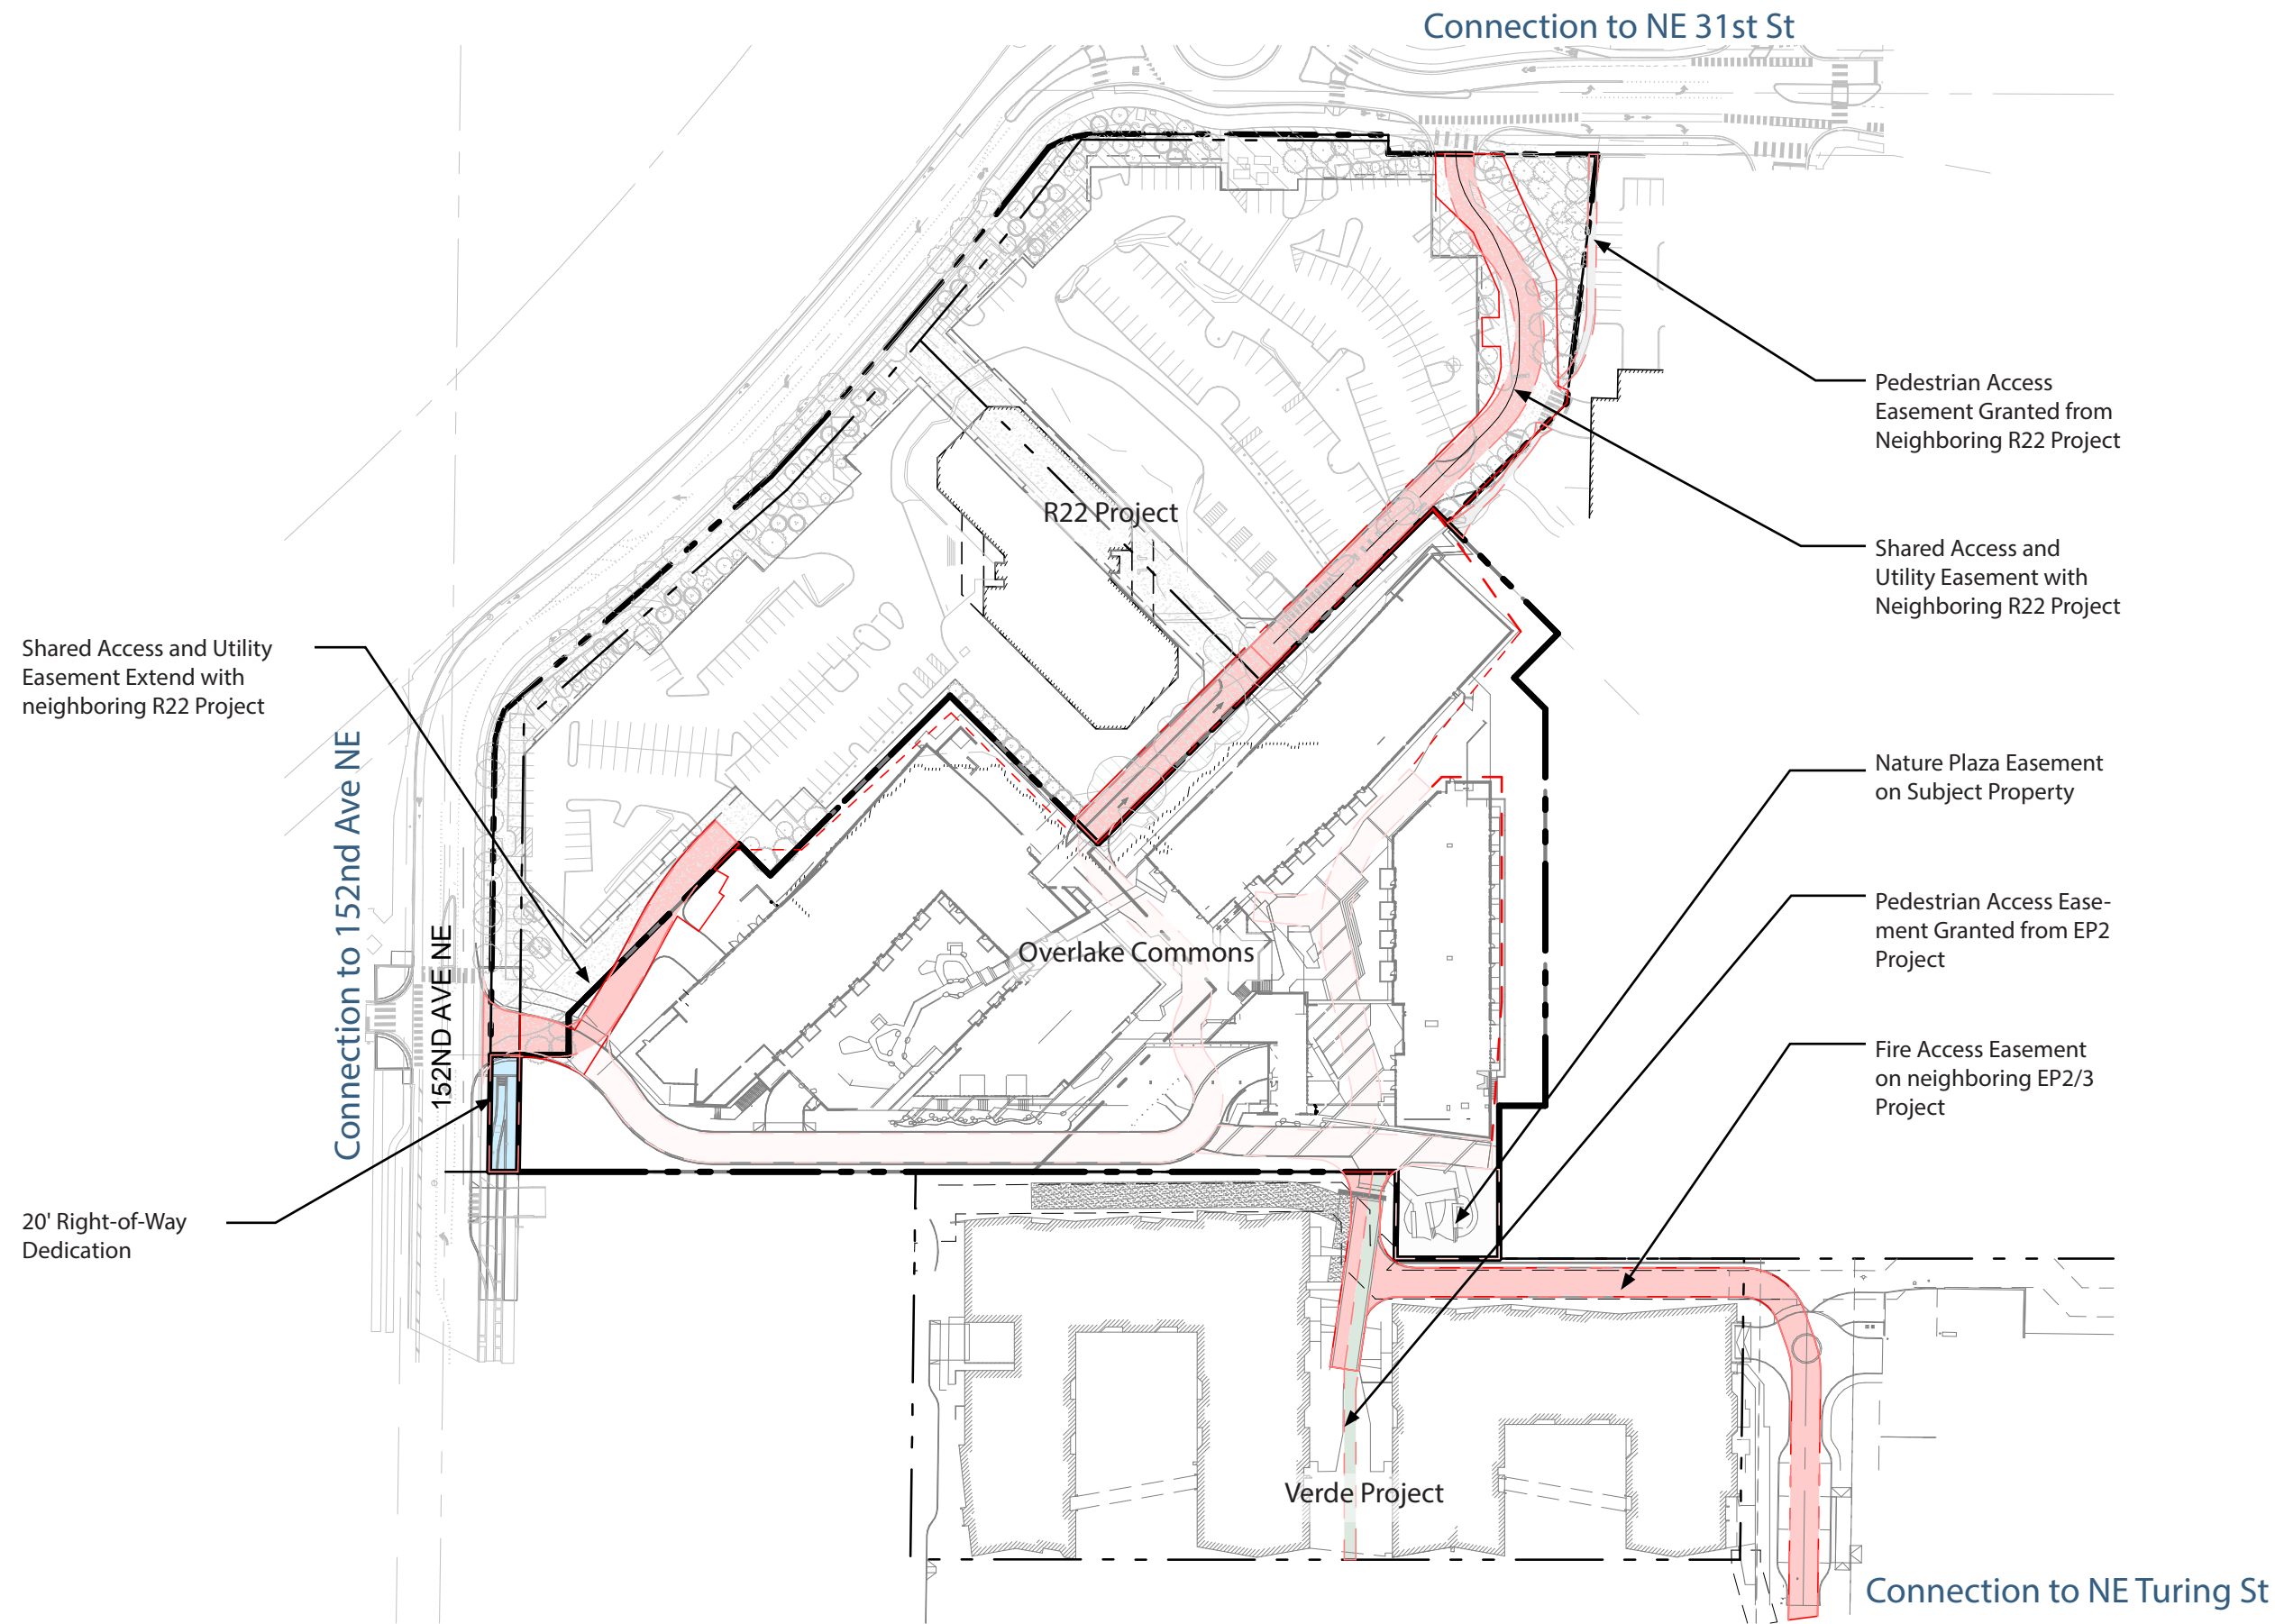 Connection to NE 31st St
Pedestrian Access
Easement Granted from
Neighboring R22 Project
R22 Project
Shared Access and
Utility Easement with
Neighboring R22 Project
Shared Access and Utility
Easement Extend with
neighboring R22 Project
Connection to 152nd Ave NE
152ND AVE NE
Nature Plaza Easement
on Subject Property
Overlake Commons
Pedestrian Access Ease-
ment Granted from EP2
Project
Fire Access Easement
on neighboring EP2/3
Project
20' Right-of-Way
Dedication
Verde Project
Connection to NE Turing St